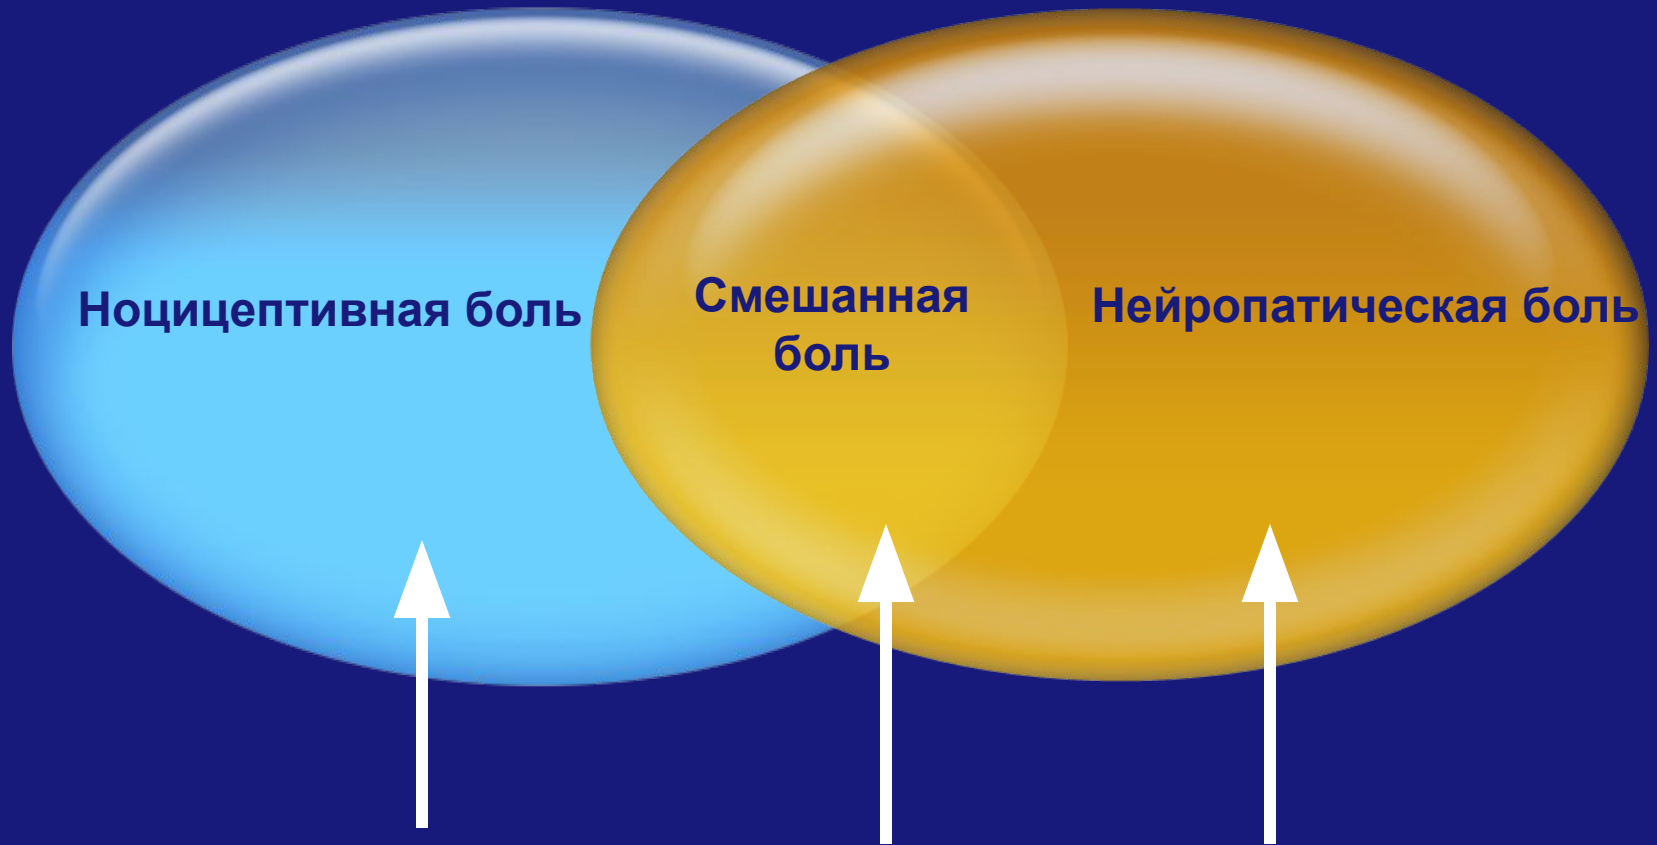 Ноцицептивная боль
Смешанная
боль
Нейропатическая боль